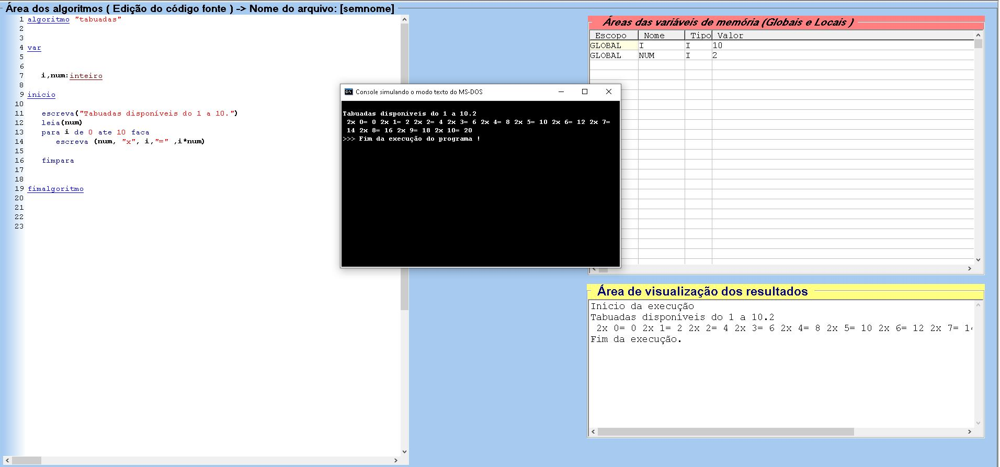 Área dos algoritmos ( Edição do código fonte ) -> Nome do arquivo: [semnome]
1 algoritmo "tabuadas"
2
3
4 var
5
6
7 i,num:inteiro
8
9 inicio
10
11 escreva("Tabuadas disponíveis do 1 a 10.")
12 leia(num)
13 para i de 0 ate 10 faca
14 escreva (num, "x", i,"=" ,i*num)
15
16 fimpara
17
18
19 fimalgoritmo
20
21
22
23
Console simulando o modo texto do MS-DOS
Tabuadas disponíveis do 1 a 10.2
2x 0= 0 2x 1= 2 2x 2= 4 2x 3= 6 2x 4= 8 2x 5= 10 2x 6= 12 2x 7=
14 2x 8= 16 2x 9= 18 2x 10= 20
>>> Fim da execução do programa !
Áreas das variáveis de memória (Globais e Locais )
Escopo Nome Tipo Valor
GLOBAL I I 10
GLOBAL NUM I 2
Área de visualização dos resultados
Início da execução
Tabuadas disponíveis do 1 a 10.2
2x 0= 0 2x 1= 2 2x 2= 4 2x 3= 6 2x 4= 8 2x 5= 10 2x 6= 12 2x 7= 14
Fim da execução.